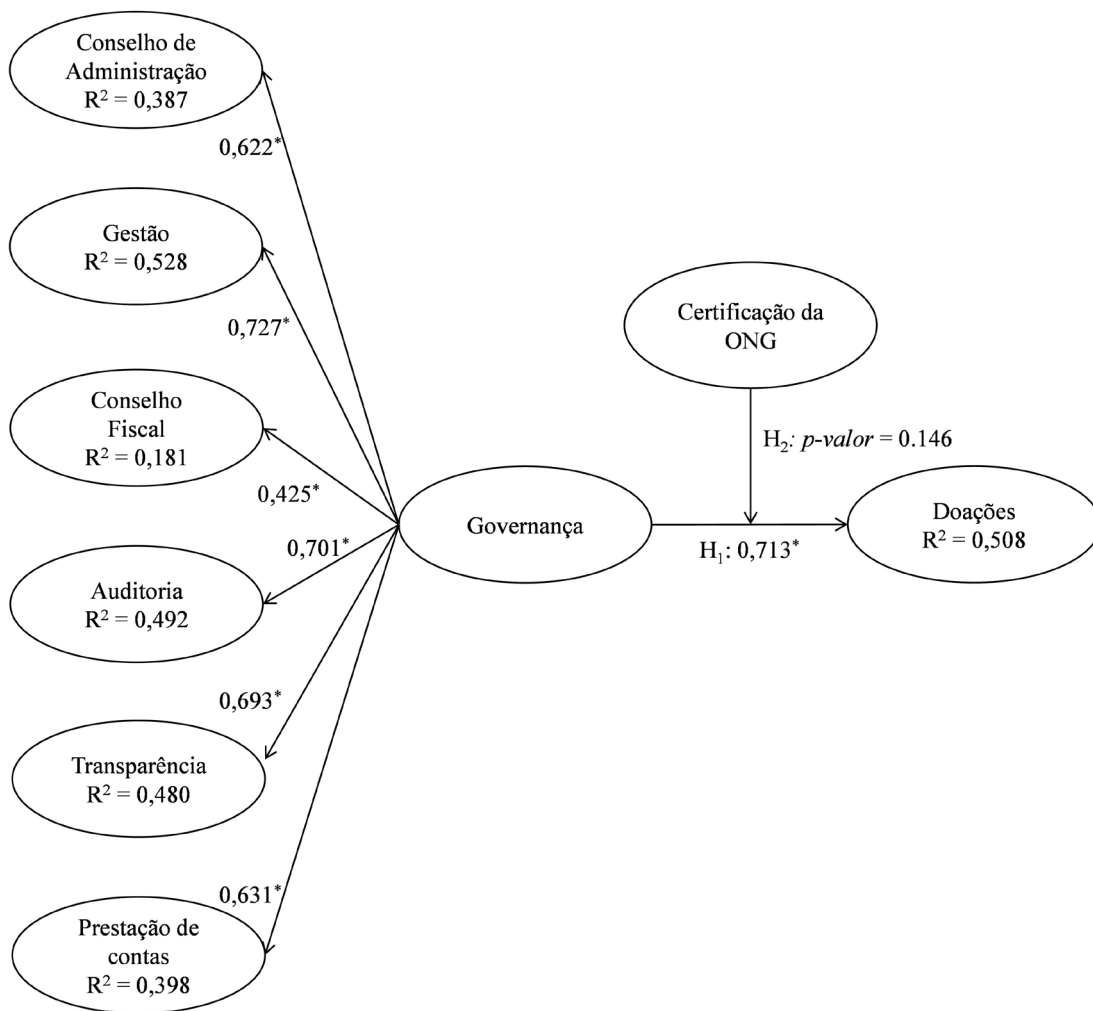 Conselho de
Administração
R² = 0,387
0,622*
Gestão
R² = 0,528
0,727*
Conselho
Fiscal
R² = 0,181
0,425*
0,701*
Auditoria
R² = 0,492
0,693*
Transparência
R² = 0,480
0,631*
Prestação de
contas
R² = 0,398
Governança
Certificação da
ONG
H₂: p-valor = 0.146
H₁: 0,713*
Doações
R² = 0,508